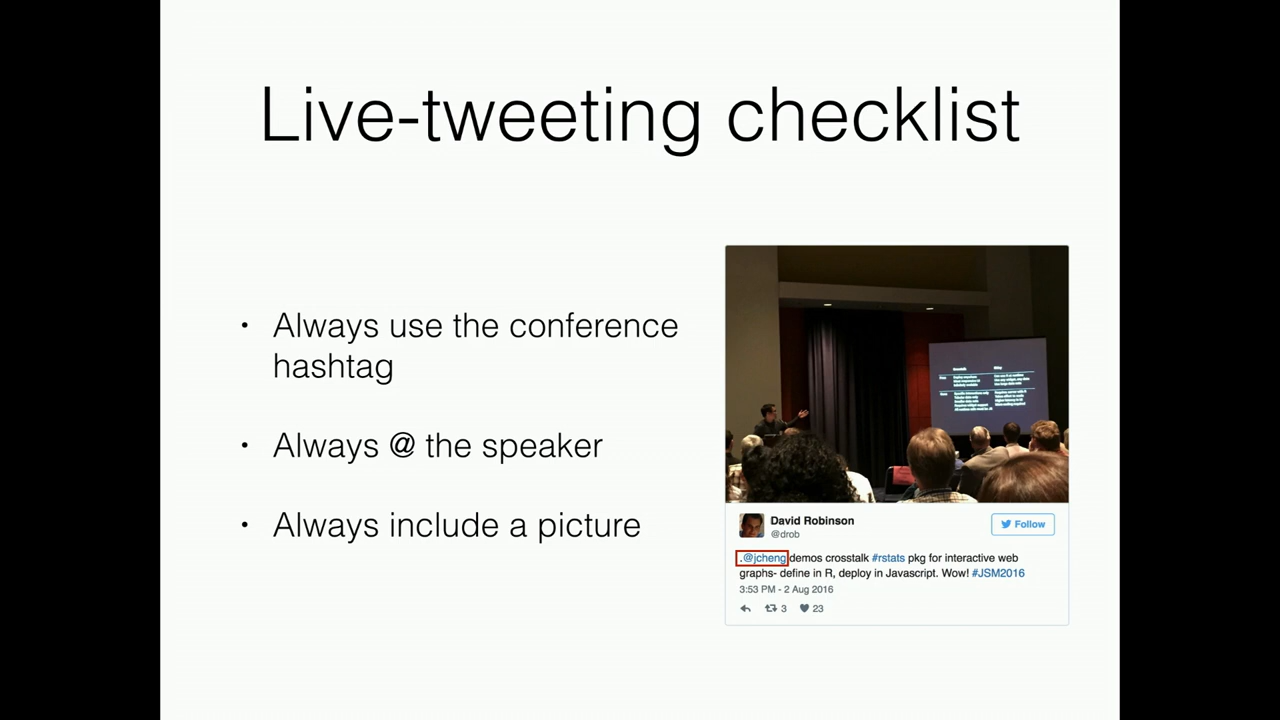 Live-tweeting checklist
• Always use the conference
hashtag
• Always @ the speaker
• Always include a picture
David Robinson
@drob
Follow
.@jcheng demos crosstalk #rstats pkg for interactive web
graphs- define in R, deploy in Javascript. Wow! #JSM2016
3:53 PM - 2 Aug 2016
3 23